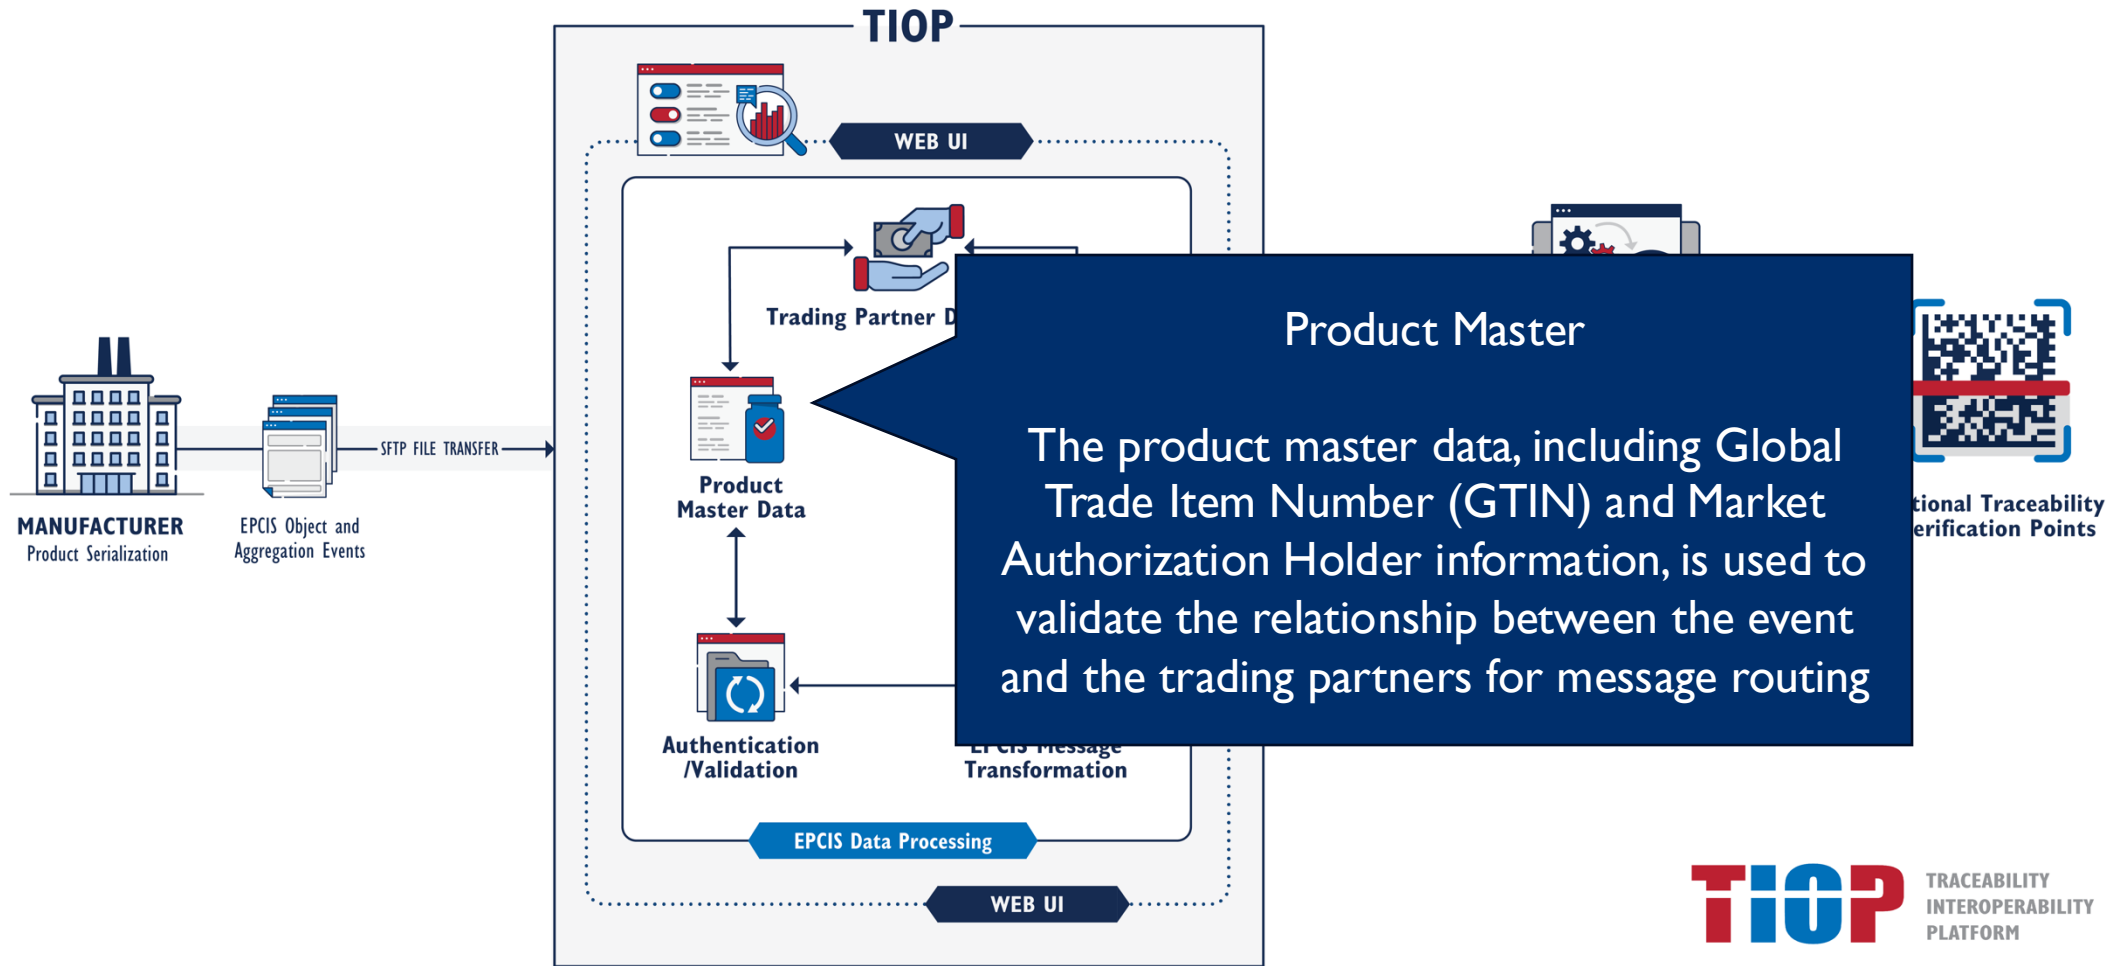 TIOP
WEB UI
Trading Partner
Product Master
The product master data, including Global
Trade Item Number (GTIN) and Market
Authorization Holder information, is used to
validate the relationship between the event
and the trading partners for message routing
SFTP FILE TRANSFER
MANUFACTURER
Product Serialization
EPCIS Object and
Aggregation Events
Product
Master Data
Traceability
Points
Authentication
/Validation
EPCIS Message
Transformation
EPCIS Data Processing
WEB UI
TIOP
TRACEABILITY
INTEROPERABILITY
PLATFORM